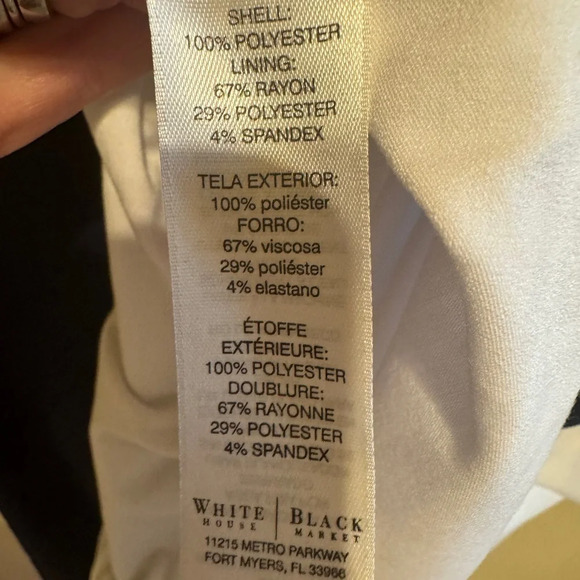 SHELL:
100% POLYESTER
LINING:
67% RAYON
29% POLYESTER
4% SPANDEX
TELA EXTERIOR:
100% poliéster
FORRO:
67% viscosa
29% poliéster
4% elastano
ÉTOFFE
EXTÉRIEURE:
100% POLYESTER
DOUBLURE:
67% RAYONNE
29% POLYESTER
4% SPANDEX
WHITE | BLACK
HOUSE MARKET
11215 METRO PARKWAY
FORT MYERS, FL 33966